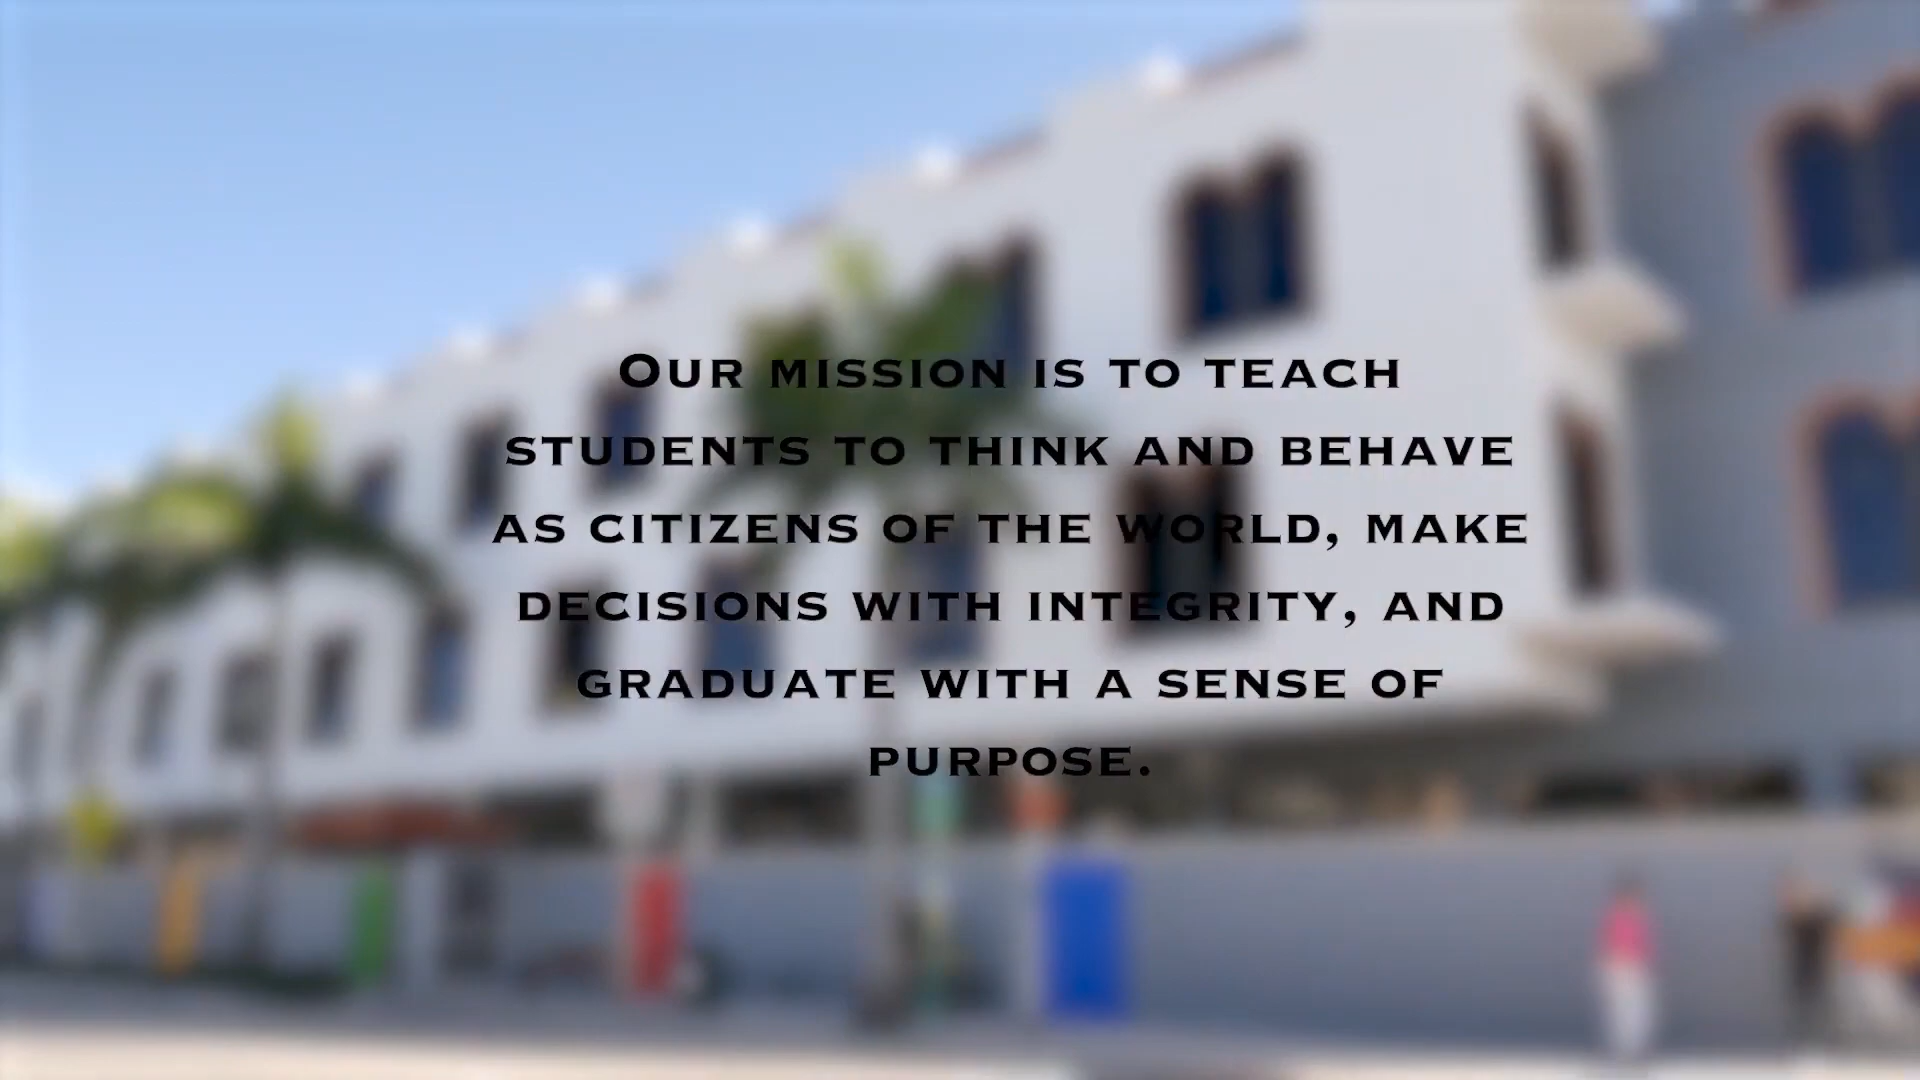 Our mission is to teach
students to think and behave
as citizens of the world, make
decisions with integrity, and
graduate with a sense of
purpose.